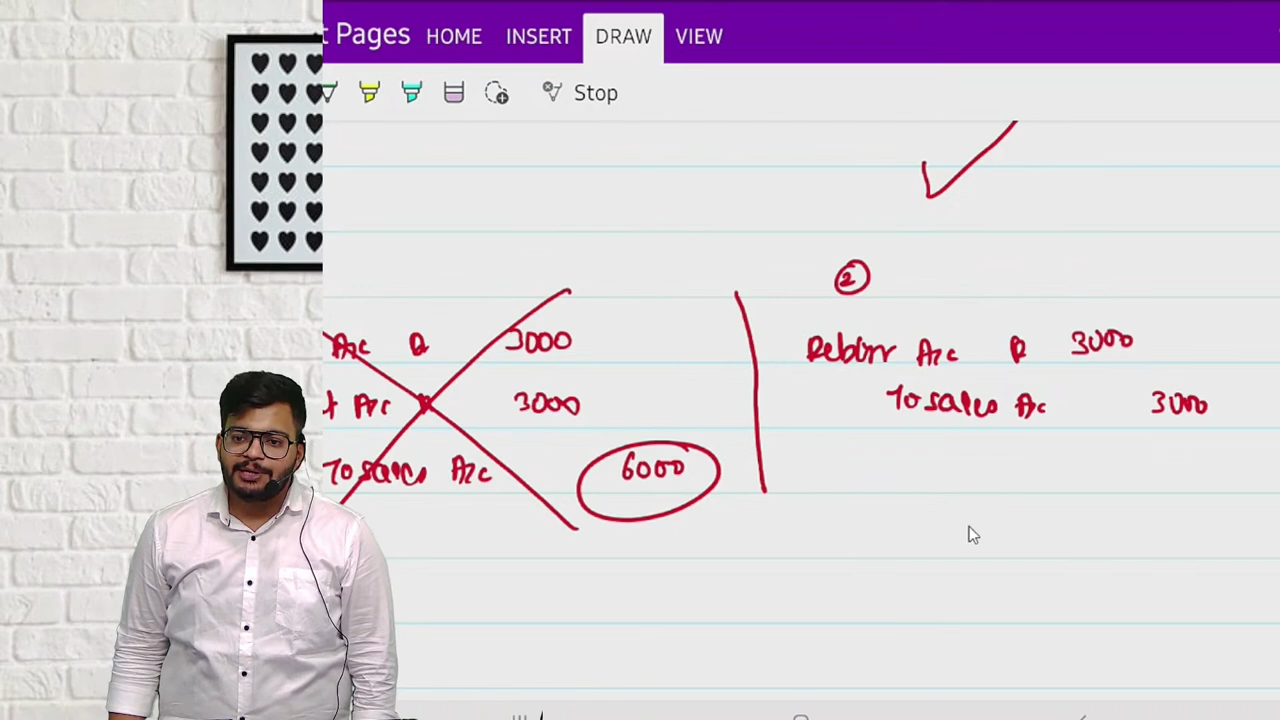 t Pages HOME INSERT DRAW VIEW
Stop
2
A/c Dr 3000
t A/c Dr 3000
To sales A/c 6000
Debtor A/c Dr 3000
To sales A/c 3000